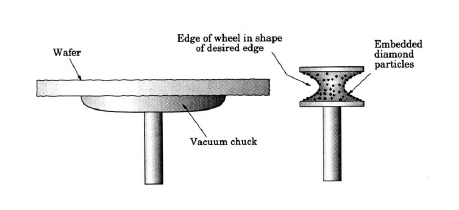 Wafer
Edge of wheel in shape
of desired edge
Embedded
diamond
particles
Vacuum chuck